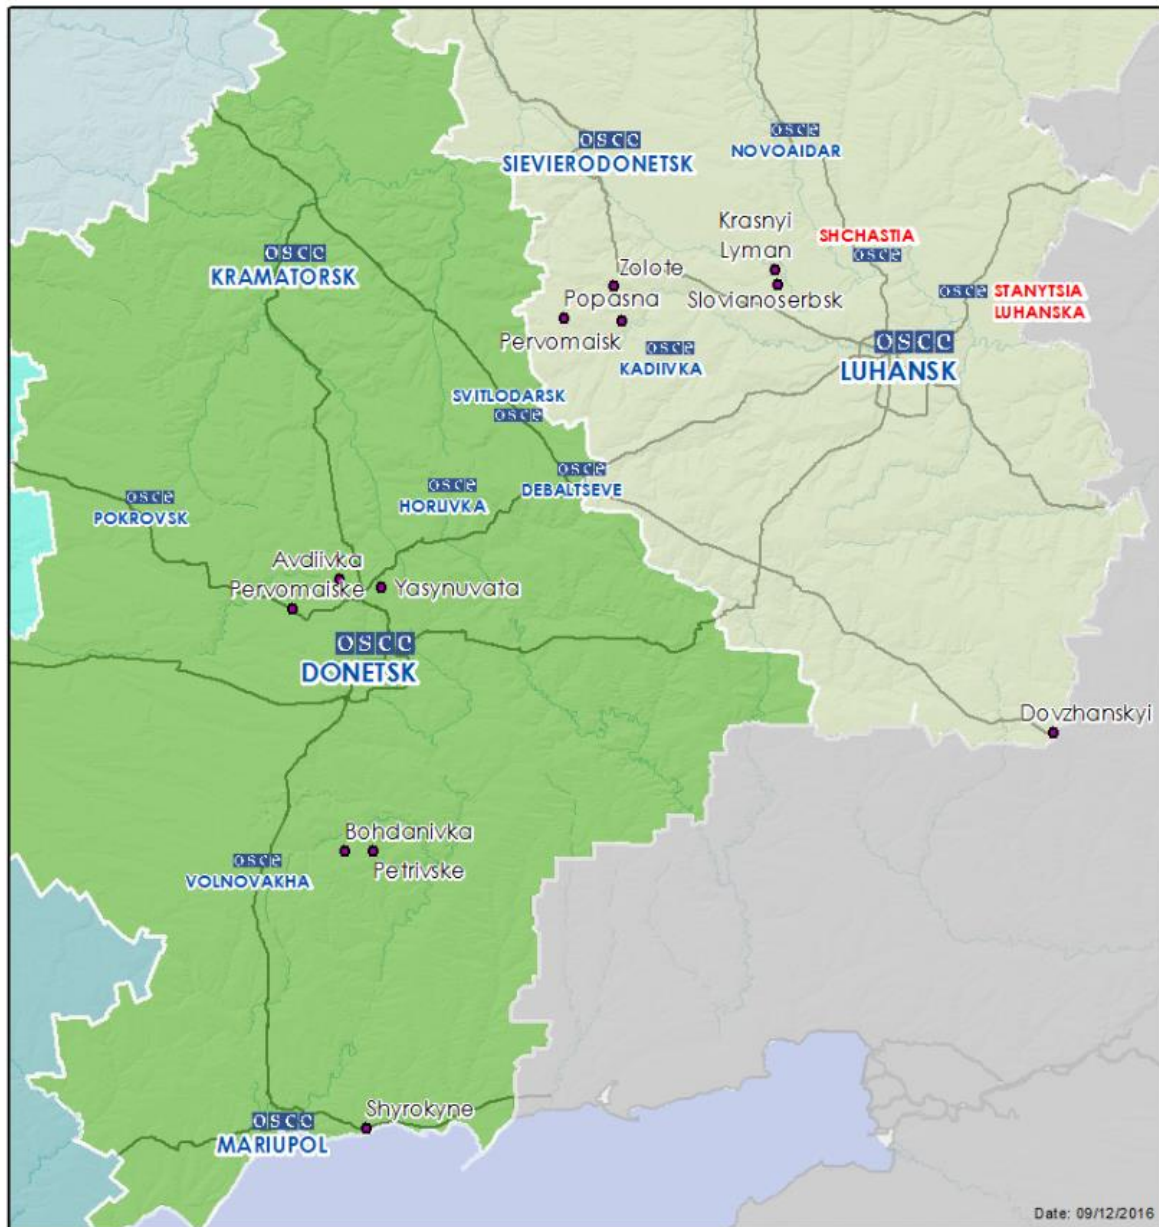 osce
SIEVIERODONETSK
osce
NOVOAIDAR
Krasnyi
Lyman
SHCHASTIA
osce
osce
KRAMATORSK
Zolote
Popasna
Slovianoserbsk
osce
STANYTSIA
LUHANSKA
Pervomaisk
osce
KADIIVKA
osce
LUHANSK
SVITLODARSK
osce
osce
DEBALTSEVE
osce
HORLIVKA
osce
POKROVSK
Avdiivka
Pervomaiske
Yasynuvata
osce
DONETSK
Dovzhanskyi
Bohdanivka
Petrivske
osce
VOLNOVAKHA
Shyrokyne
osce
MARIUPOL
Date: 09/12/2016